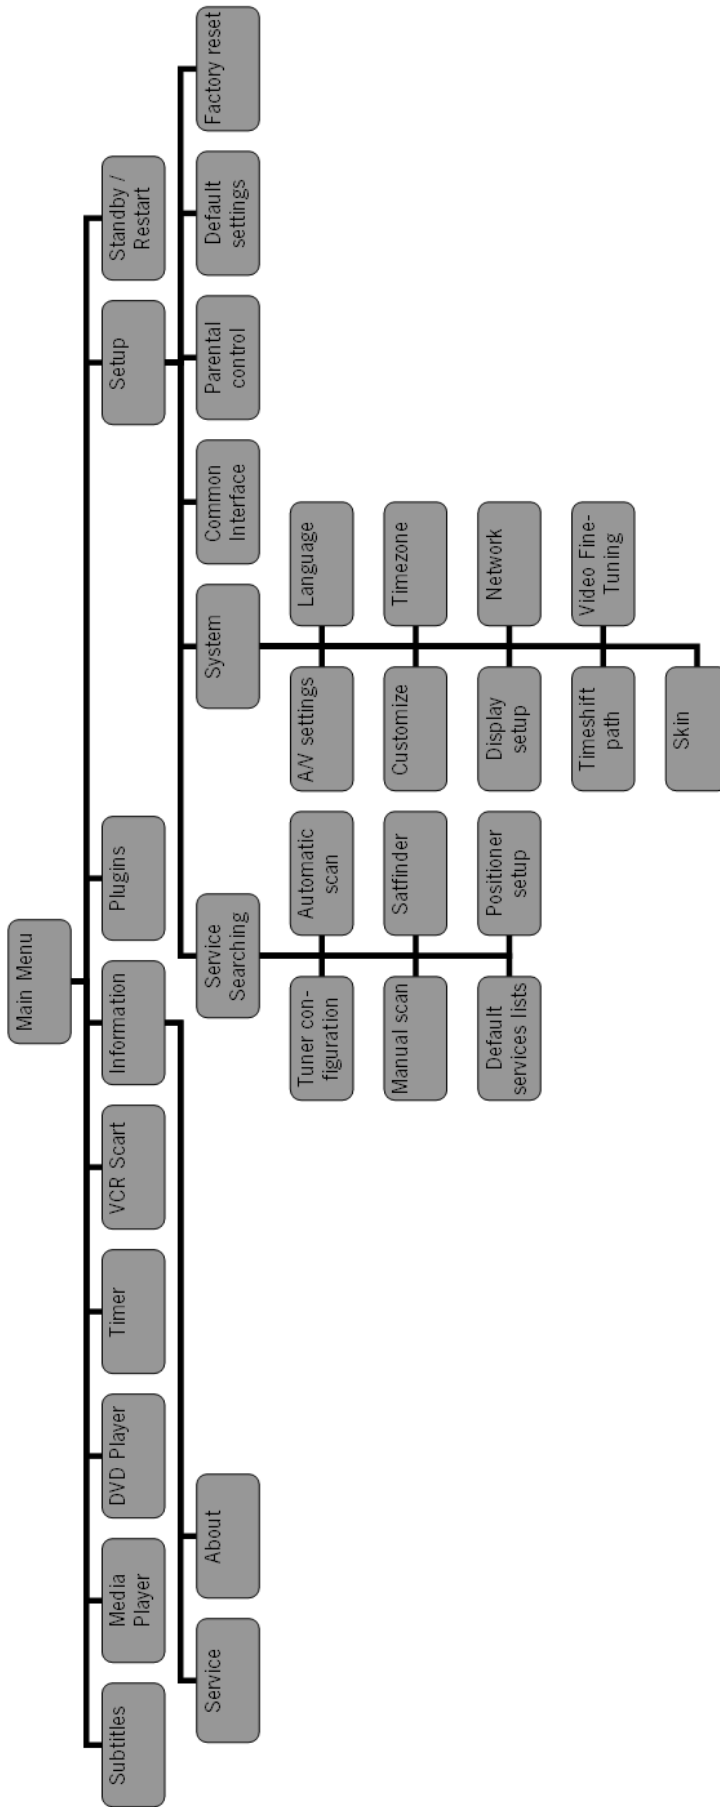 Main Menu
Subtitles
Media
Player
DVD Player
Timer
VCR Scart
Information
Plugins
Setup
Standby /
Restart
Service
About
Service
Searching
System
Common
Interface
Parental
control
Default
settings
Factory reset
Tuner con-
figuration
Automatic
scan
A/V settings
Language
Manual scan
Satfinder
Customize
Timezone
Default
services lists
Positioner
setup
Display
setup
Network
Timeshift
path
Video Fine-
Tuning
Skin